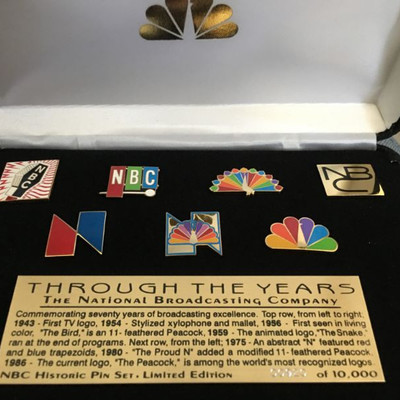 NBC
NBC
NBC
THROUGH THE YEARS
THE NATIONAL BROADCASTING COMPANY
Commemorating seventy years of broadcasting excellence. Top row, from left to right:
1943 - First TV logo, 1954 - Stylized xylophone and mallet, 1956 - First seen in living
color, "The Bird," is an 11- feathered Peacock, 1959 - The animated logo, "The Snake,"
ran at the end of programs. Next row, from the left; 1975 - An abstract "N" featured red
and blue trapezoids, 1980 - "The Proud N" added a modified 11- feathered Peacock,
1986 - The current logo, "The Peacock," is among the world's most recognized logos.
NBC HISTORIC PIN SET • LIMITED EDITION of 10,000